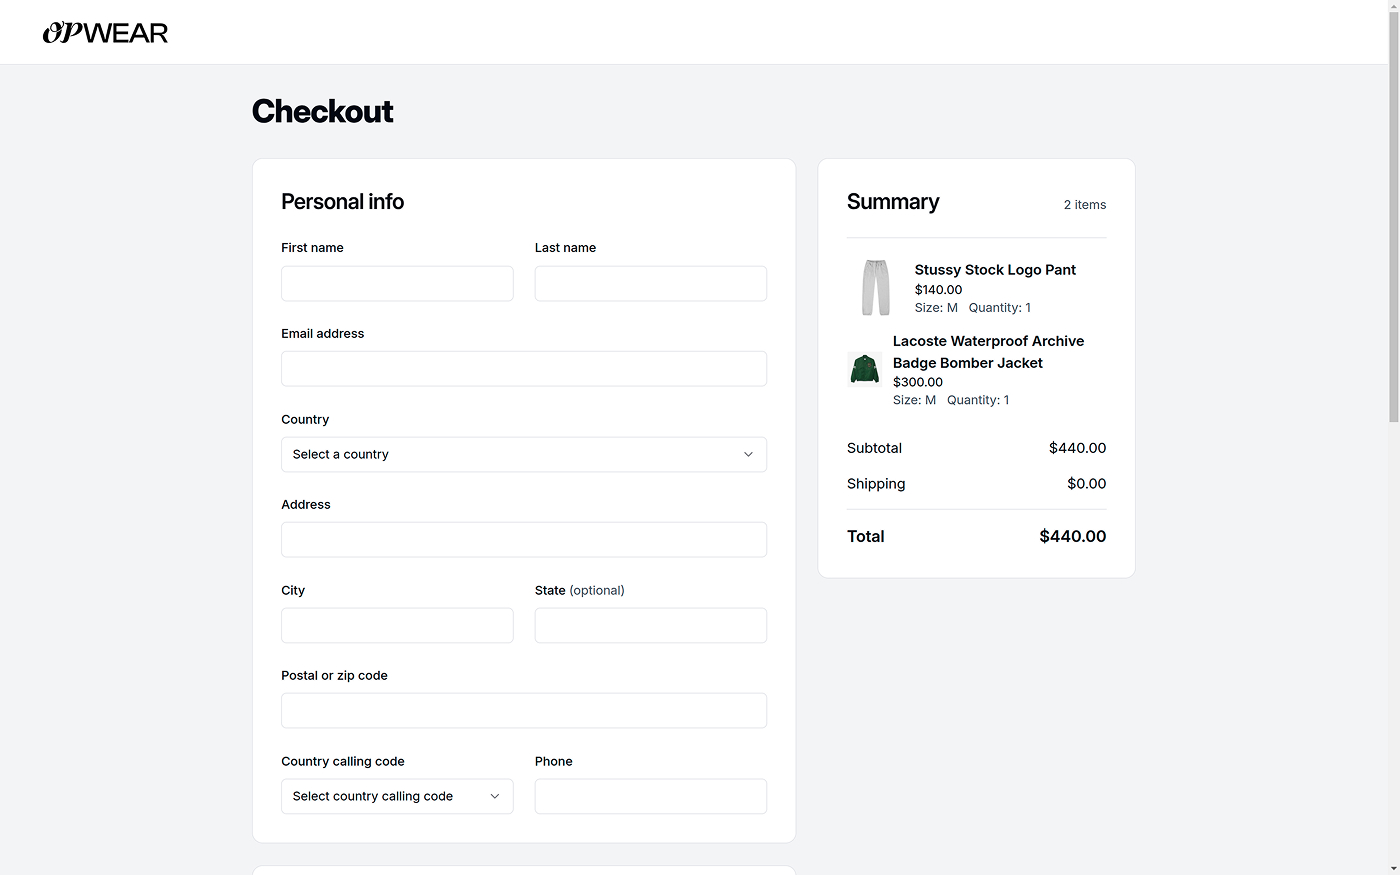 OPWEAR
Checkout
Personal info
First name
Last name
Email address
Country
Select a country
Address
City
State (optional)
Postal or zip code
Country calling code
Select country calling code
Phone
Summary
2 items
Stussy Stock Logo Pant
$140.00
Size: M Quantity: 1
Lacoste Waterproof Archive
Badge Bomber Jacket
$300.00
Size: M Quantity: 1
Subtotal $440.00
Shipping $0.00
Total $440.00